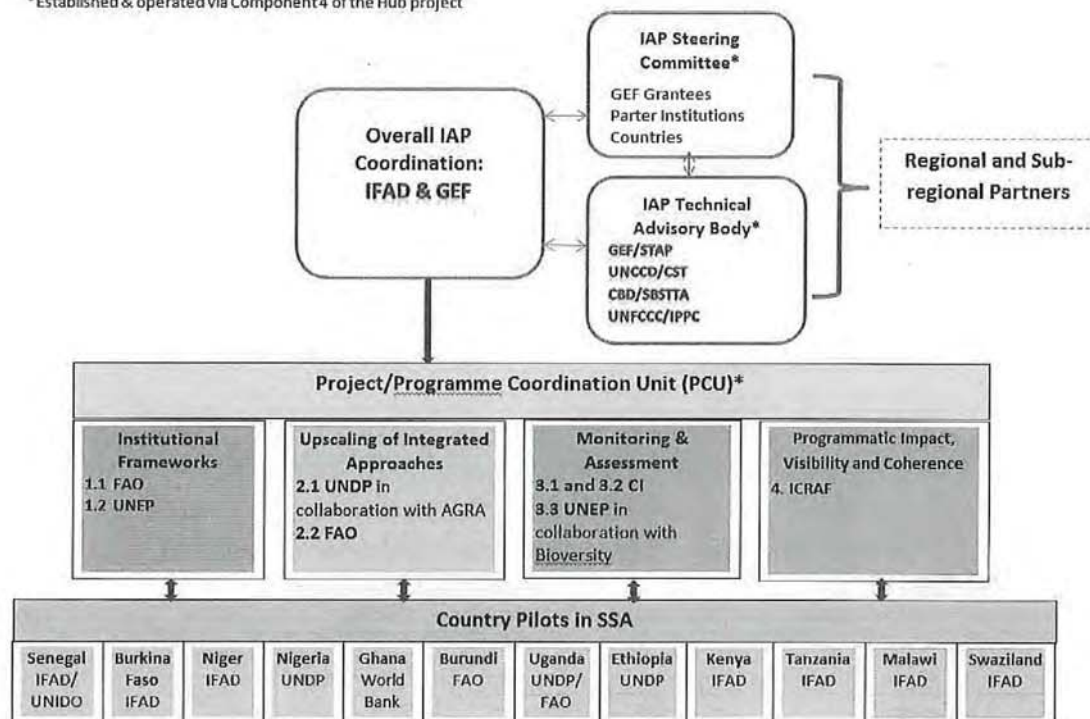 *Established & operated via Component 4 of the Hub project
IAP Steering
Committee*
GEF Grantees
Parter Institutions
Countries
Overall IAP
Coordination:
IFAD & GEF
Regional and Sub-
regional Partners
IAP Technical
Advisory Body*
GEF/STAP
UNCCD/CST
CBD/SBSTTA
UNFCCC/IPPC
Project/Programme Coordination Unit (PCU)*
Institutional
Frameworks
1.1 FAO
1.2 UNEP
Upscaling of Integrated
Approaches
2.1 UNDP in
collaboration with AGRA
2.2 FAO
Monitoring &
Assessment
3.1 and 3.2 CI
3.3 UNEP in
collaboration with
Bioversity
Programmatic Impact,
Visibility and Coherence
4. ICRAF
Country Pilots in SSA
Senegal
IFAD/
UNIDO
Burkina
Faso
IFAD
Niger
IFAD
Nigeria
UNDP
Ghana
World
Bank
Burundi
FAO
Uganda
UNDP/
FAO
Ethiopia
UNDP
Kenya
IFAD
Tanzania
IFAD
Malawi
IFAD
Swaziland
IFAD